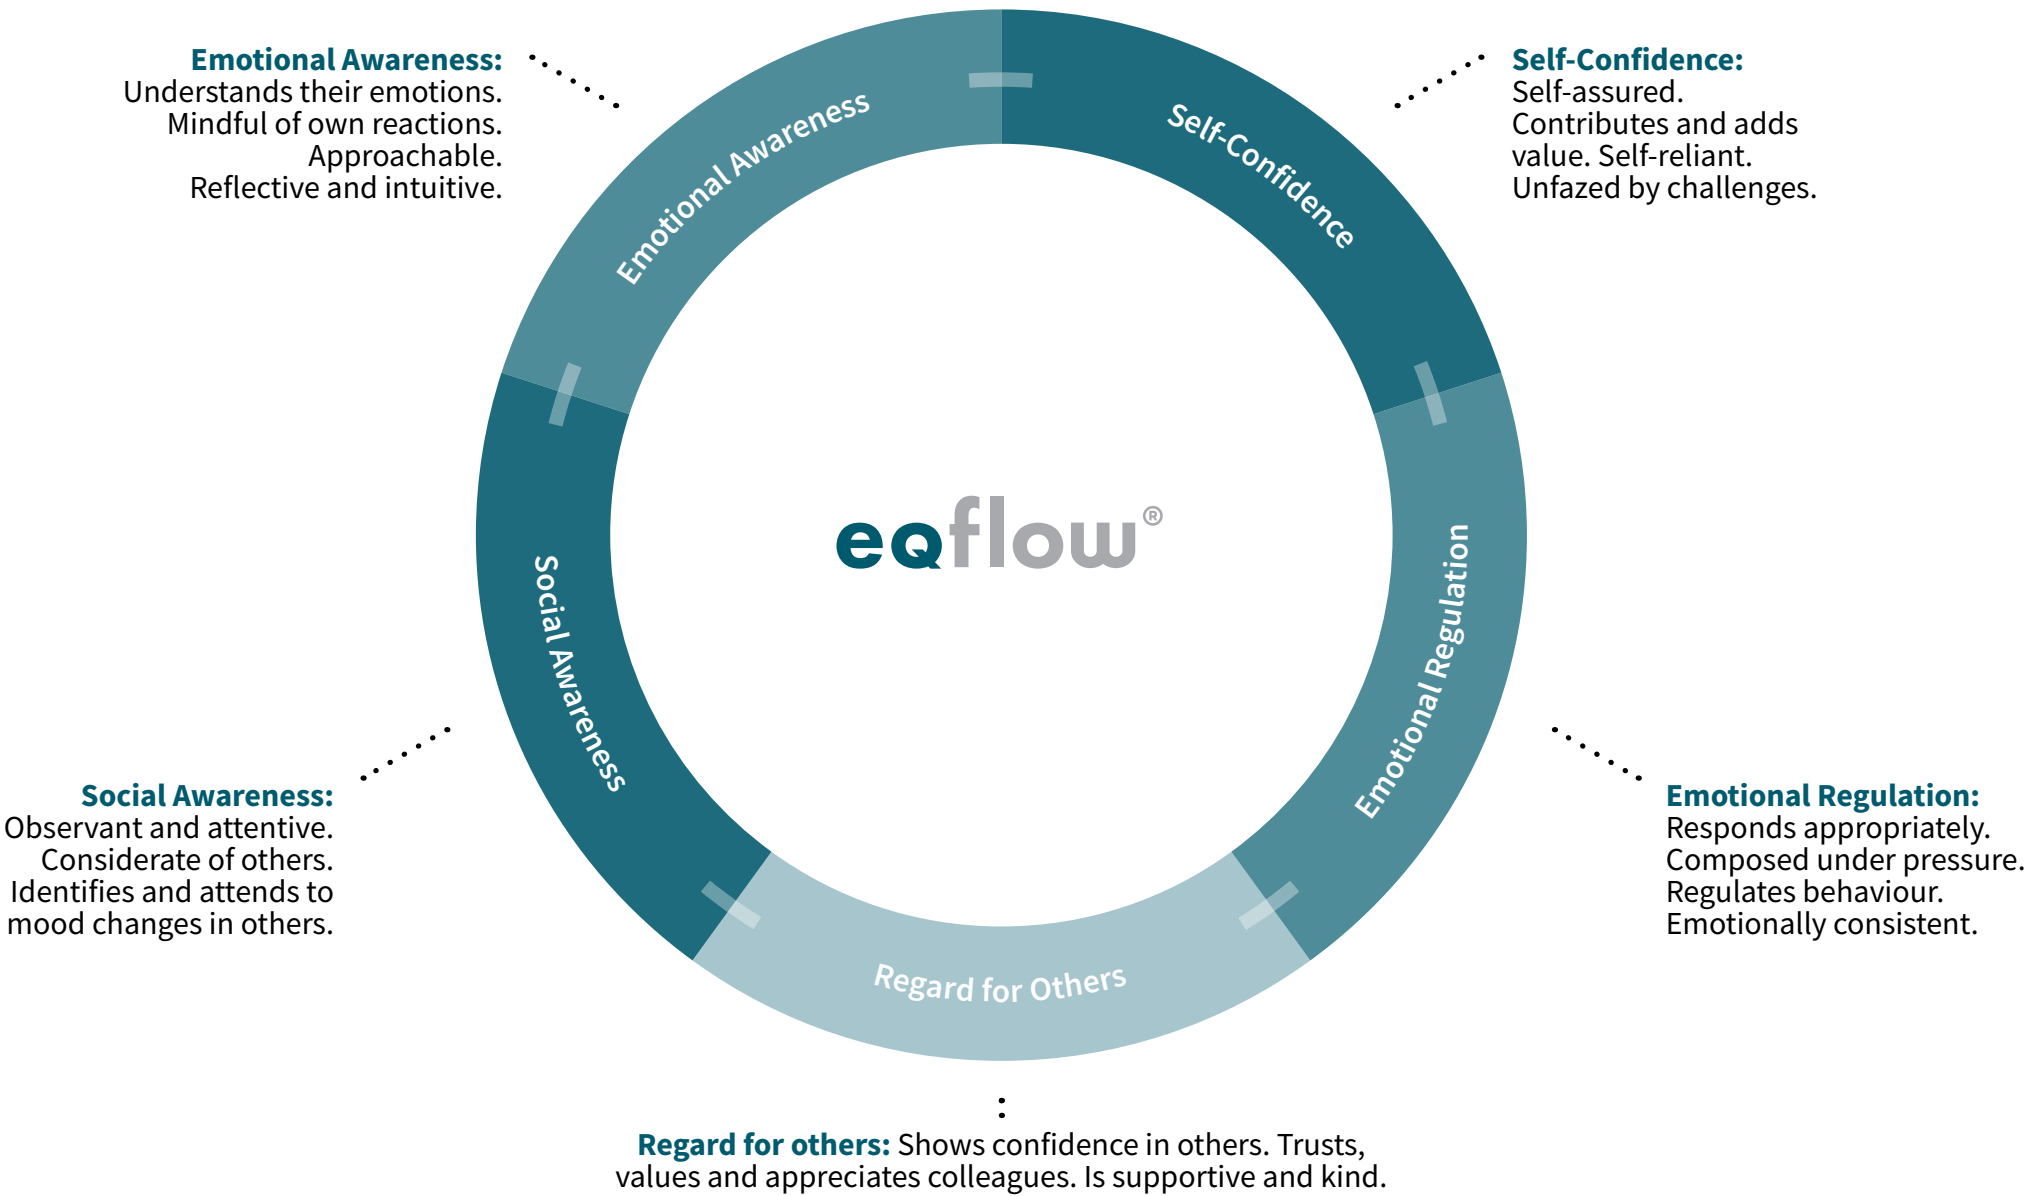 Emotional Awareness:
Understands their emotions.
Mindful of own reactions.
Approachable.
Reflective and intuitive.
Self-Confidence:
Self-assured.
Contributes and adds
value. Self-reliant.
Unfazed by challenges.
Emotional Awareness
Self-Confidence
eqflow®
Social Awareness
Emotional Regulation
Regard for Others
Social Awareness:
Observant and attentive.
Considerate of others.
Identifies and attends to
mood changes in others.
Emotional Regulation:
Responds appropriately.
Composed under pressure.
Regulates behaviour.
Emotionally consistent.
Regard for others: Shows confidence in others. Trusts,
values and appreciates colleagues. Is supportive and kind.